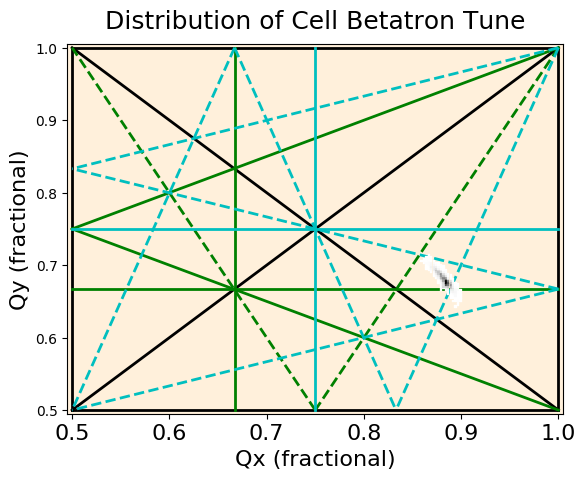 Distribution of Cell Betatron Tune
Qy (fractional)
1.0
0.9
0.8
0.7
0.6
0.5
0.5 0.6 0.7 0.8 0.9 1.0
Qx (fractional)